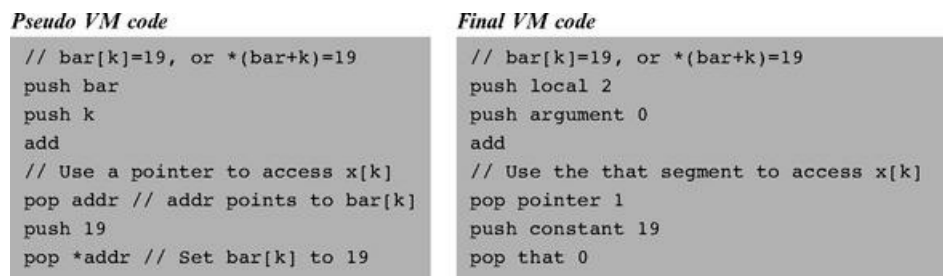 Pseudo VM code
// bar[k]=19, or *(bar+k)=19
push bar
push k
add
// Use a pointer to access x[k]
pop addr // addr points to bar[k]
push 19
pop *addr // Set bar[k] to 19
Final VM code
// bar[k]=19, or *(bar+k)=19
push local 2
push argument 0
add
// Use the that segment to access x[k]
pop pointer 1
push constant 19
pop that 0